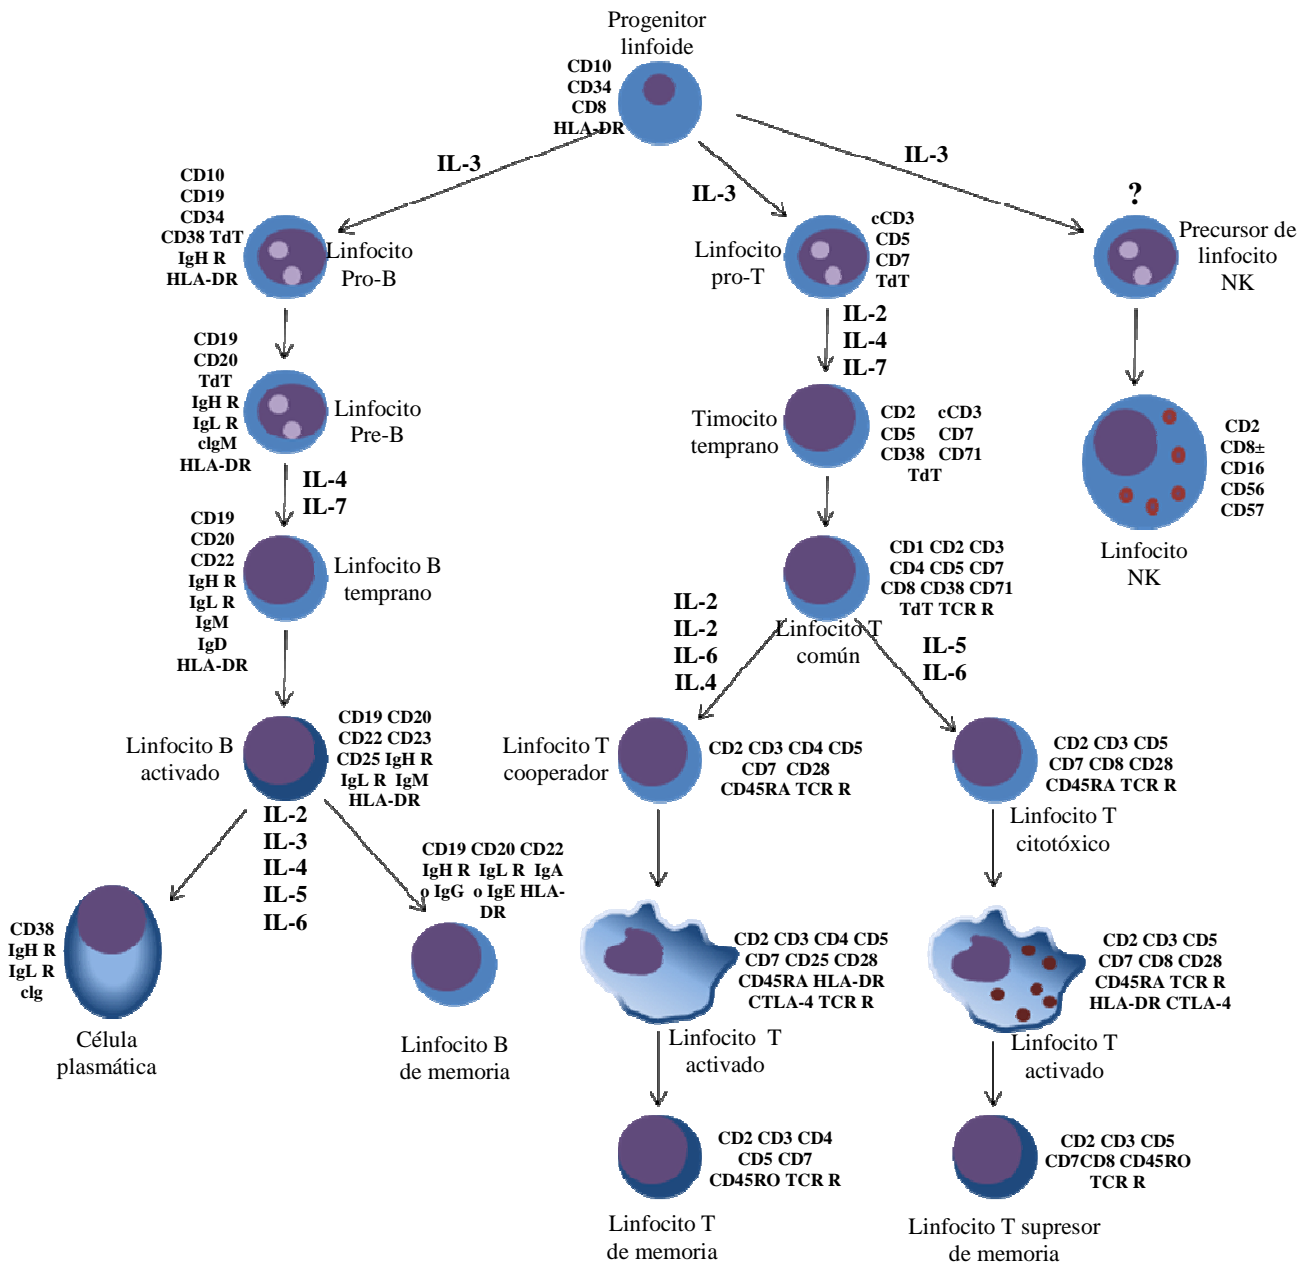 Progenitor
linfoide
CD10
CD34
CD8
HLA-DR
IL-3
IL-3
IL-3
CD10
CD19
CD34
CD38 TdT
IgH R
HLA-DR
Linfocito
Pro-B
Linfocito
pro-T
cCD3
CD5
CD7
TdT
?
Precursor de
linfocito
NK
CD19
CD20
TdT
IgH R
IgL R
cIgM
HLA-DR
Linfocito
Pre-B
IL-2
IL-4
IL-7
Timocito
temprano
CD2 cCD3
CD5 CD7
CD38 CD71
TdT
CD2
CD8±
CD16
CD56
CD57
Linfocito
NK
IL-4
IL-7
CD19
CD20
CD22
IgH R
IgL R
IgM
IgD
HLA-DR
Linfocito B
temprano
CD1 CD2 CD3
CD4 CD5 CD7
CD8 CD38 CD71
TdT TCR R
Linfocito T
común
IL-2
IL-2
IL-6
IL.4
IL-5
IL-6
Linfocito B
activado
CD19 CD20
CD22 CD23
CD25 IgH R
IgL R IgM
HLA-DR
Linfocito T
cooperador
CD2 CD3 CD4 CD5
CD7 CD28
CD45RA TCR R
CD2 CD3 CD5
CD7 CD8 CD28
CD45RA TCR R
Linfocito T
citotóxico
IL-2
IL-3
IL-4
IL-5
IL-6
CD19 CD20 CD22
IgH R IgL R IgA
o IgG o IgE HLA-
DR
CD38
IgH R
IgL R
cIg
Célula
plasmática
Linfocito B
de memoria
CD2 CD3 CD4 CD5
CD7 CD25 CD28
CD45RA HLA-DR
CTLA-4 TCR R
Linfocito T
activado
CD2 CD3 CD5
CD7 CD8 CD28
CD45RA TCR R
HLA-DR CTLA-4
Linfocito T
activado
CD2 CD3 CD4
CD5 CD7
CD45RO TCR R
Linfocito T
de memoria
CD2 CD3 CD5
CD7CD8 CD45RO
TCR R
Linfocito T supresor
de memoria